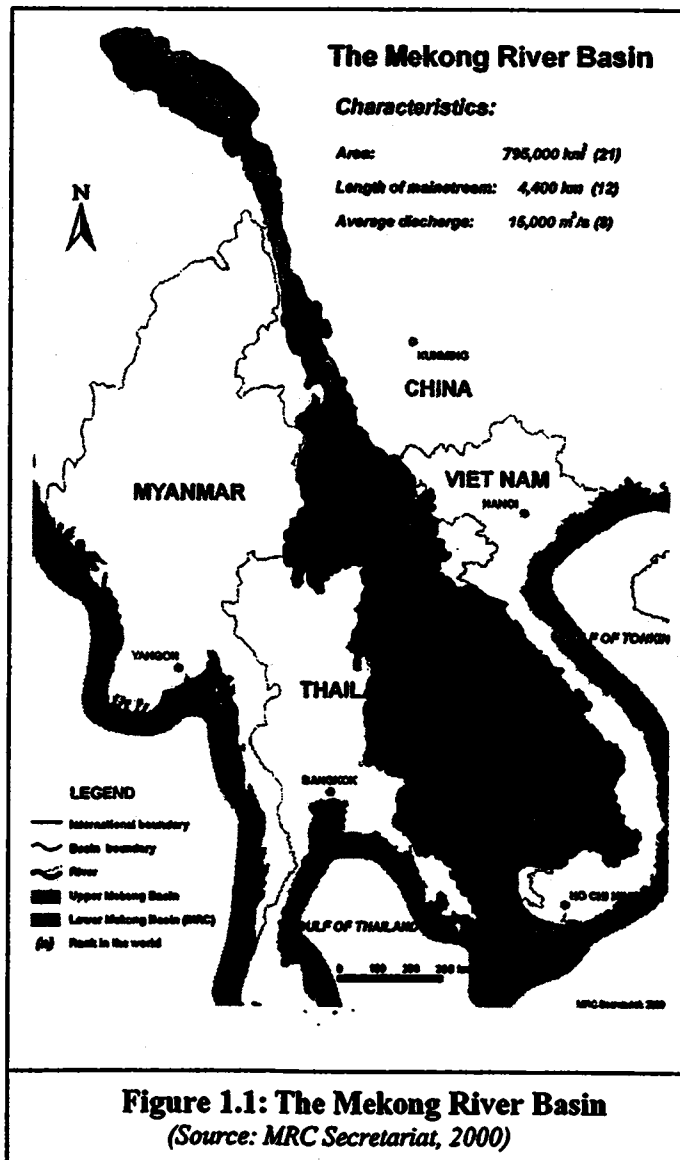 The Mekong River Basin
Characteristics:
Area: 795,000 km² (21)
Length of mainstream: 4,400 km (12)
Average discharge: 15,000 m³/s (8)
N
KUNMING
CHINA
MYANMAR
VIET NAM
HANOI
F OF TONKIN
YANGON
THAILA
BANGKOK
LEGEND
International boundary
Basin boundary
River
Upper Mekong Basin
Lower Mekong Basin (MRC)
(n) Rank in the world
HO CHI
GULF OF THAILAND
0 100 200 300 km
MRC Secretariat 2000
Figure 1.1: The Mekong River Basin
(Source: MRC Secretariat, 2000)